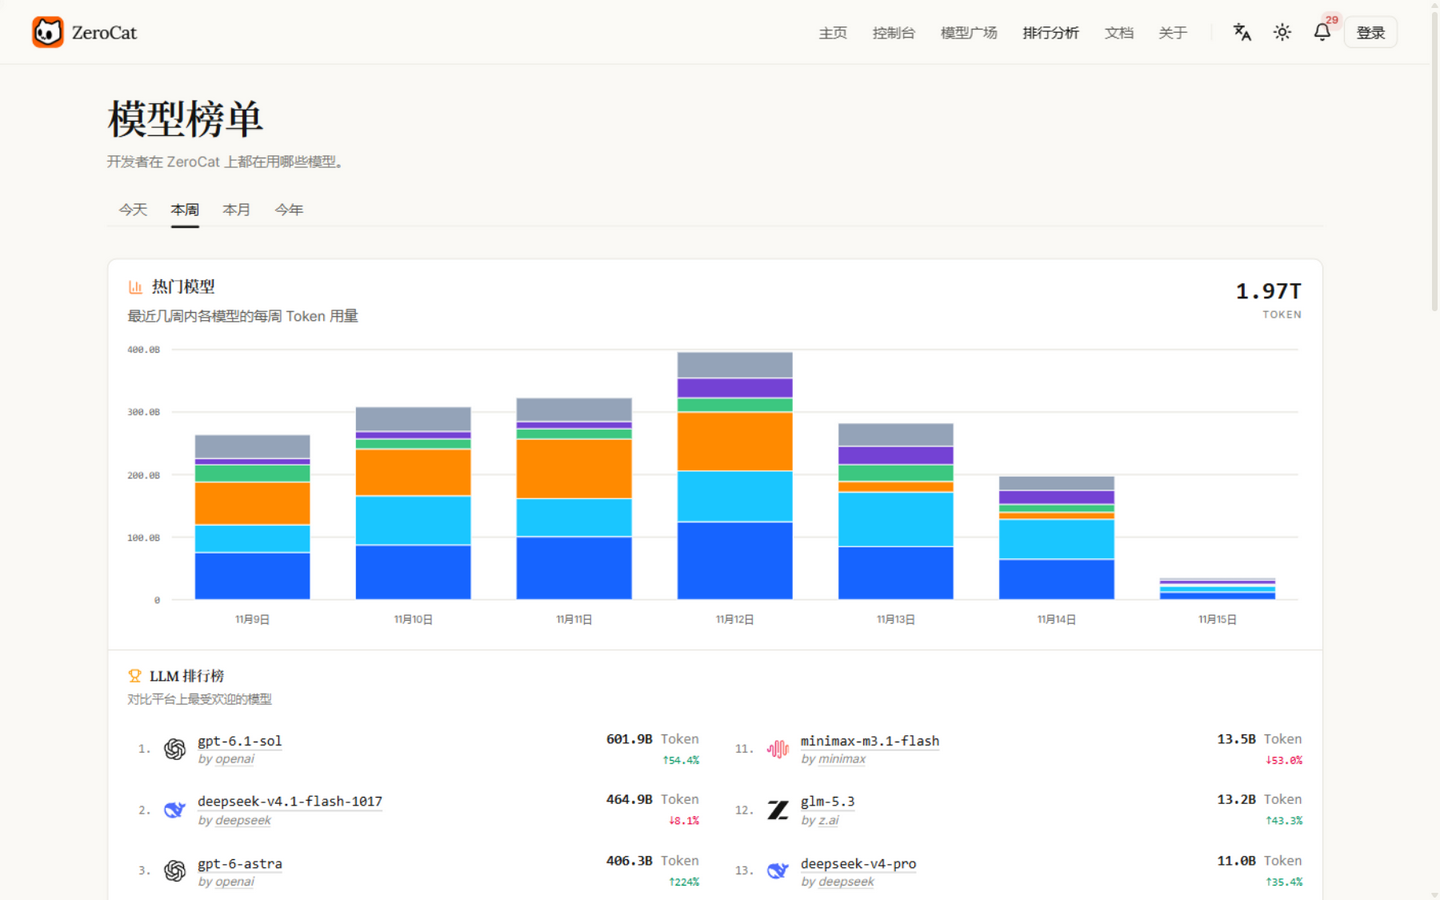 ZeroCat
主页
控制台
模型广场
排行分析
文档
关于
29
登录
模型榜单
开发者在 ZeroCat 上都在用哪些模型。
今天
本周
本月
今年
热门模型
最近几周内各模型的每周 Token 用量
1.97T
TOKEN
400.0B
300.0B
200.0B
100.0B
0
11月9日
11月10日
11月11日
11月12日
11月13日
11月14日
11月15日
LLM 排行榜
对比平台上最受欢迎的模型
1. gpt-6.1-sol 601.9B Token
by openai ↑54.4%
2. deepseek-v4.1-flash-1017 464.9B Token
by deepseek ↓8.1%
3. gpt-6-astra 406.3B Token
by openai ↑224%
11. minimax-m3.1-flash 13.5B Token
by minimax ↓53.0%
12. glm-5.3 13.2B Token
by z.ai ↑43.3%
13. deepseek-v4-pro 11.0B Token
by deepseek ↑35.4%